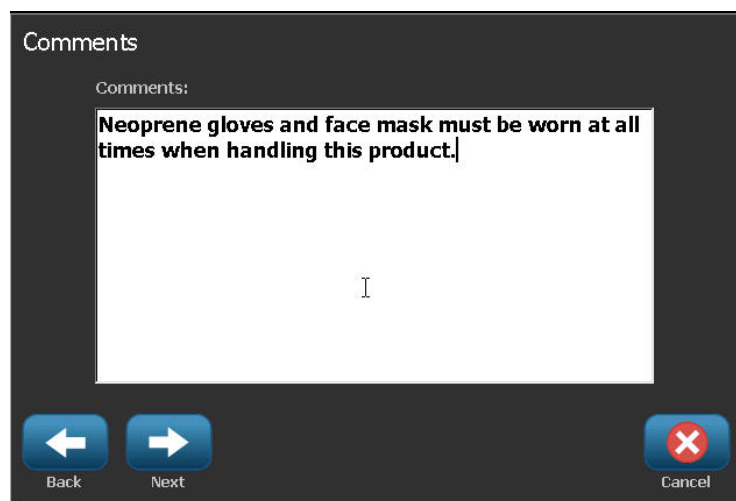 Comments
Comments:
Neoprene gloves and face mask must be worn at all
times when handling this product.
Back
Next
Cancel